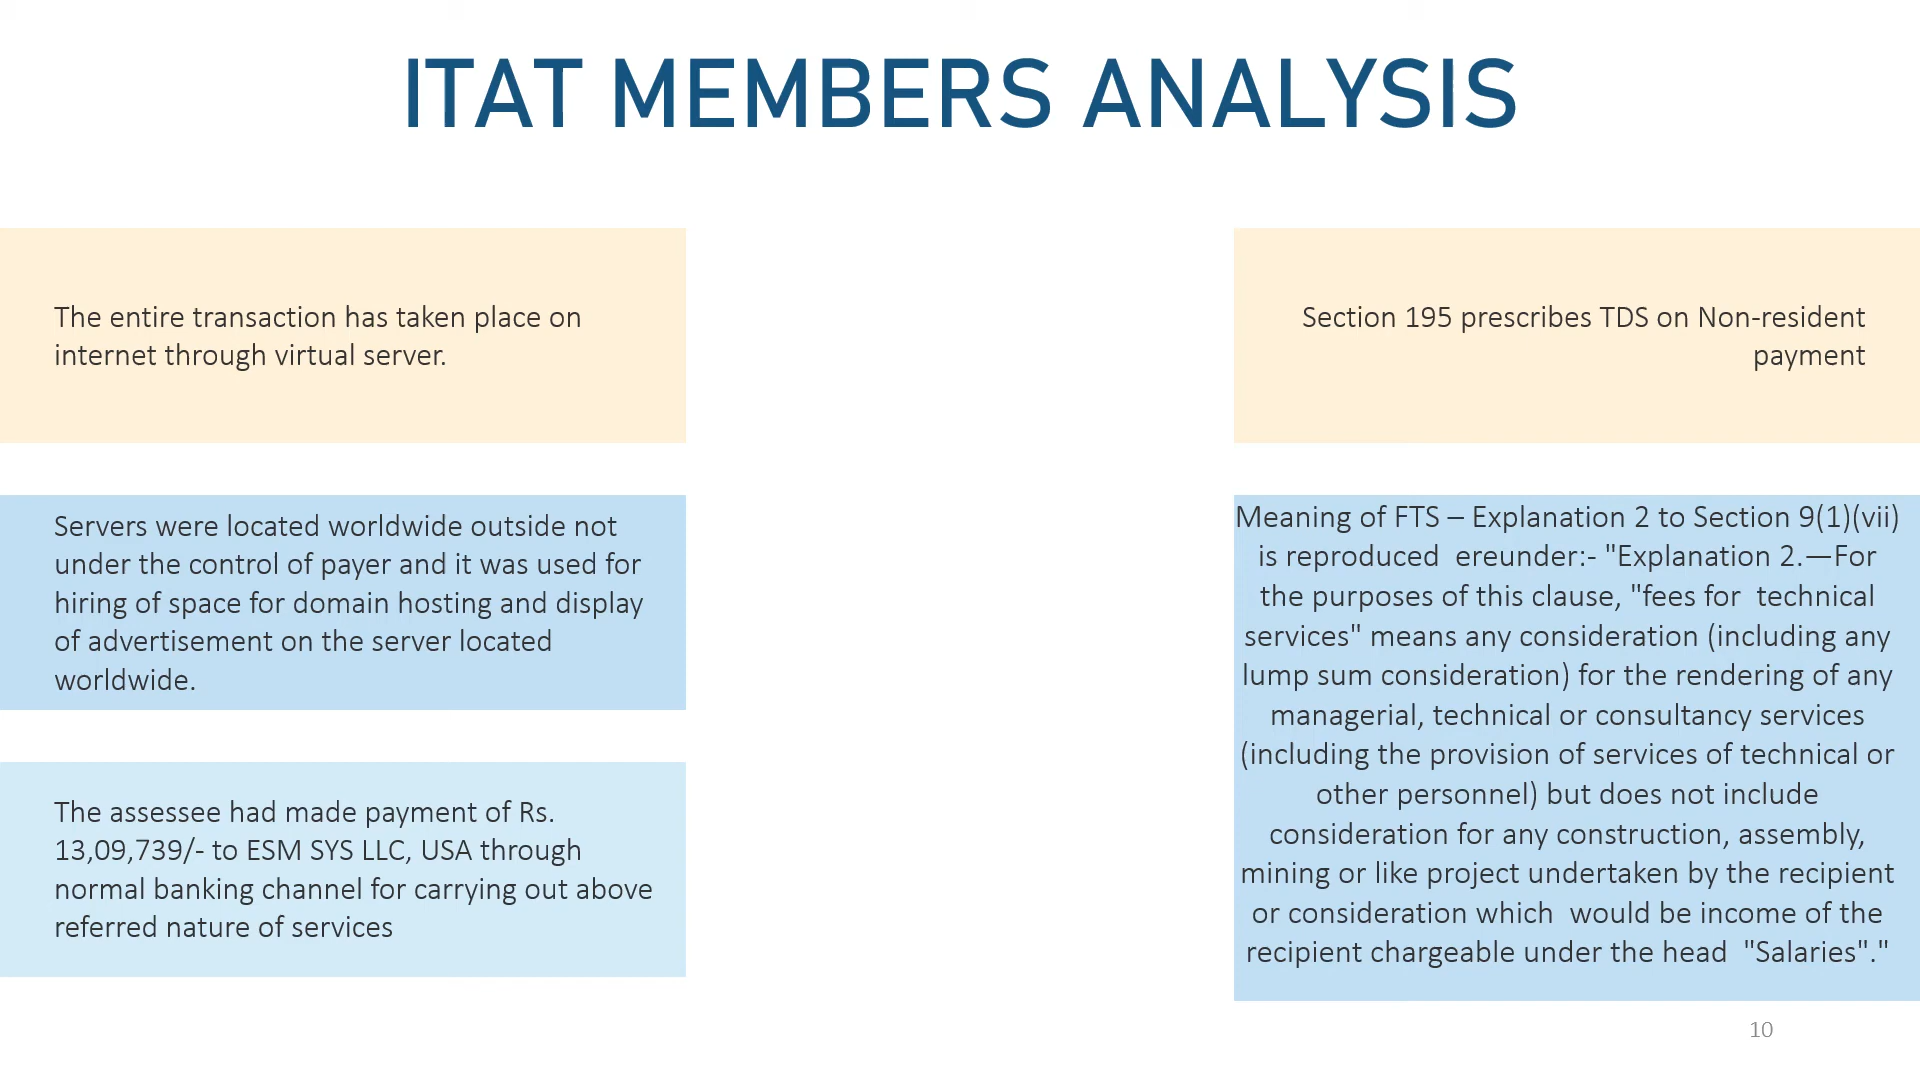 ITAT MEMBERS ANALYSIS
The entire transaction has taken place on
internet through virtual server.
Servers were located worldwide outside not
under the control of payer and it was used for
hiring of space for domain hosting and display
of advertisement on the server located
worldwide.
The assessee had made payment of Rs.
13,09,739/- to ESM SYS LLC, USA through
normal banking channel for carrying out above
referred nature of services
Section 195 prescribes TDS on Non-resident
payment
Meaning of FTS – Explanation 2 to Section 9(1)(vii)
is reproduced  ereunder:- "Explanation 2.—For
the purposes of this clause, "fees for  technical
services" means any consideration (including any
lump sum consideration) for the rendering of any
managerial, technical or consultancy services
(including the provision of services of technical or
other personnel) but does not include
consideration for any construction, assembly,
mining or like project undertaken by the recipient
or consideration which  would be income of the
recipient chargeable under the head  "Salaries"."
10